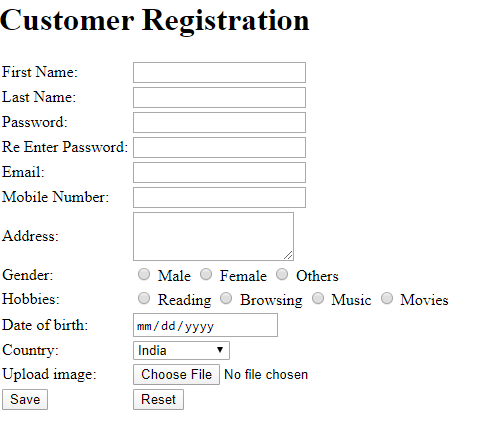 Customer Registration
First Name:
Last Name:
Password:
Re Enter Password:
Email:
Mobile Number:
Address:
Gender: Male Female Others
Hobbies: Reading Browsing Music Movies
Date of birth: mm/dd/yyyy
Country: India
Upload image: Choose File No file chosen
Save Reset